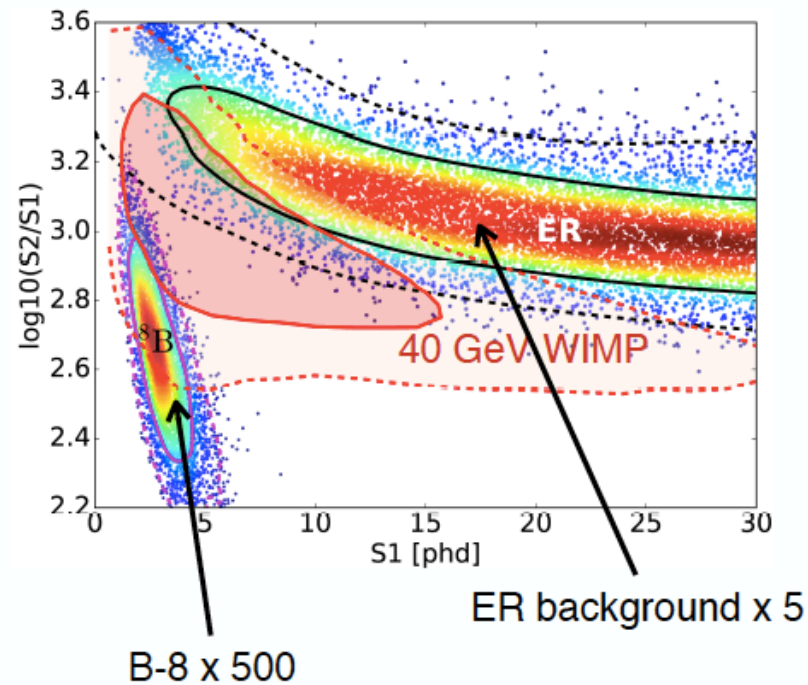 3.6
3.4
3.2
3.0
2.8
2.6
2.4
2.2
log10(S2/S1)
ER
⁸B
40 GeV WIMP
0 5 10 15 20 25 30
S1 [phd]
ER background x 5
B-8 x 500